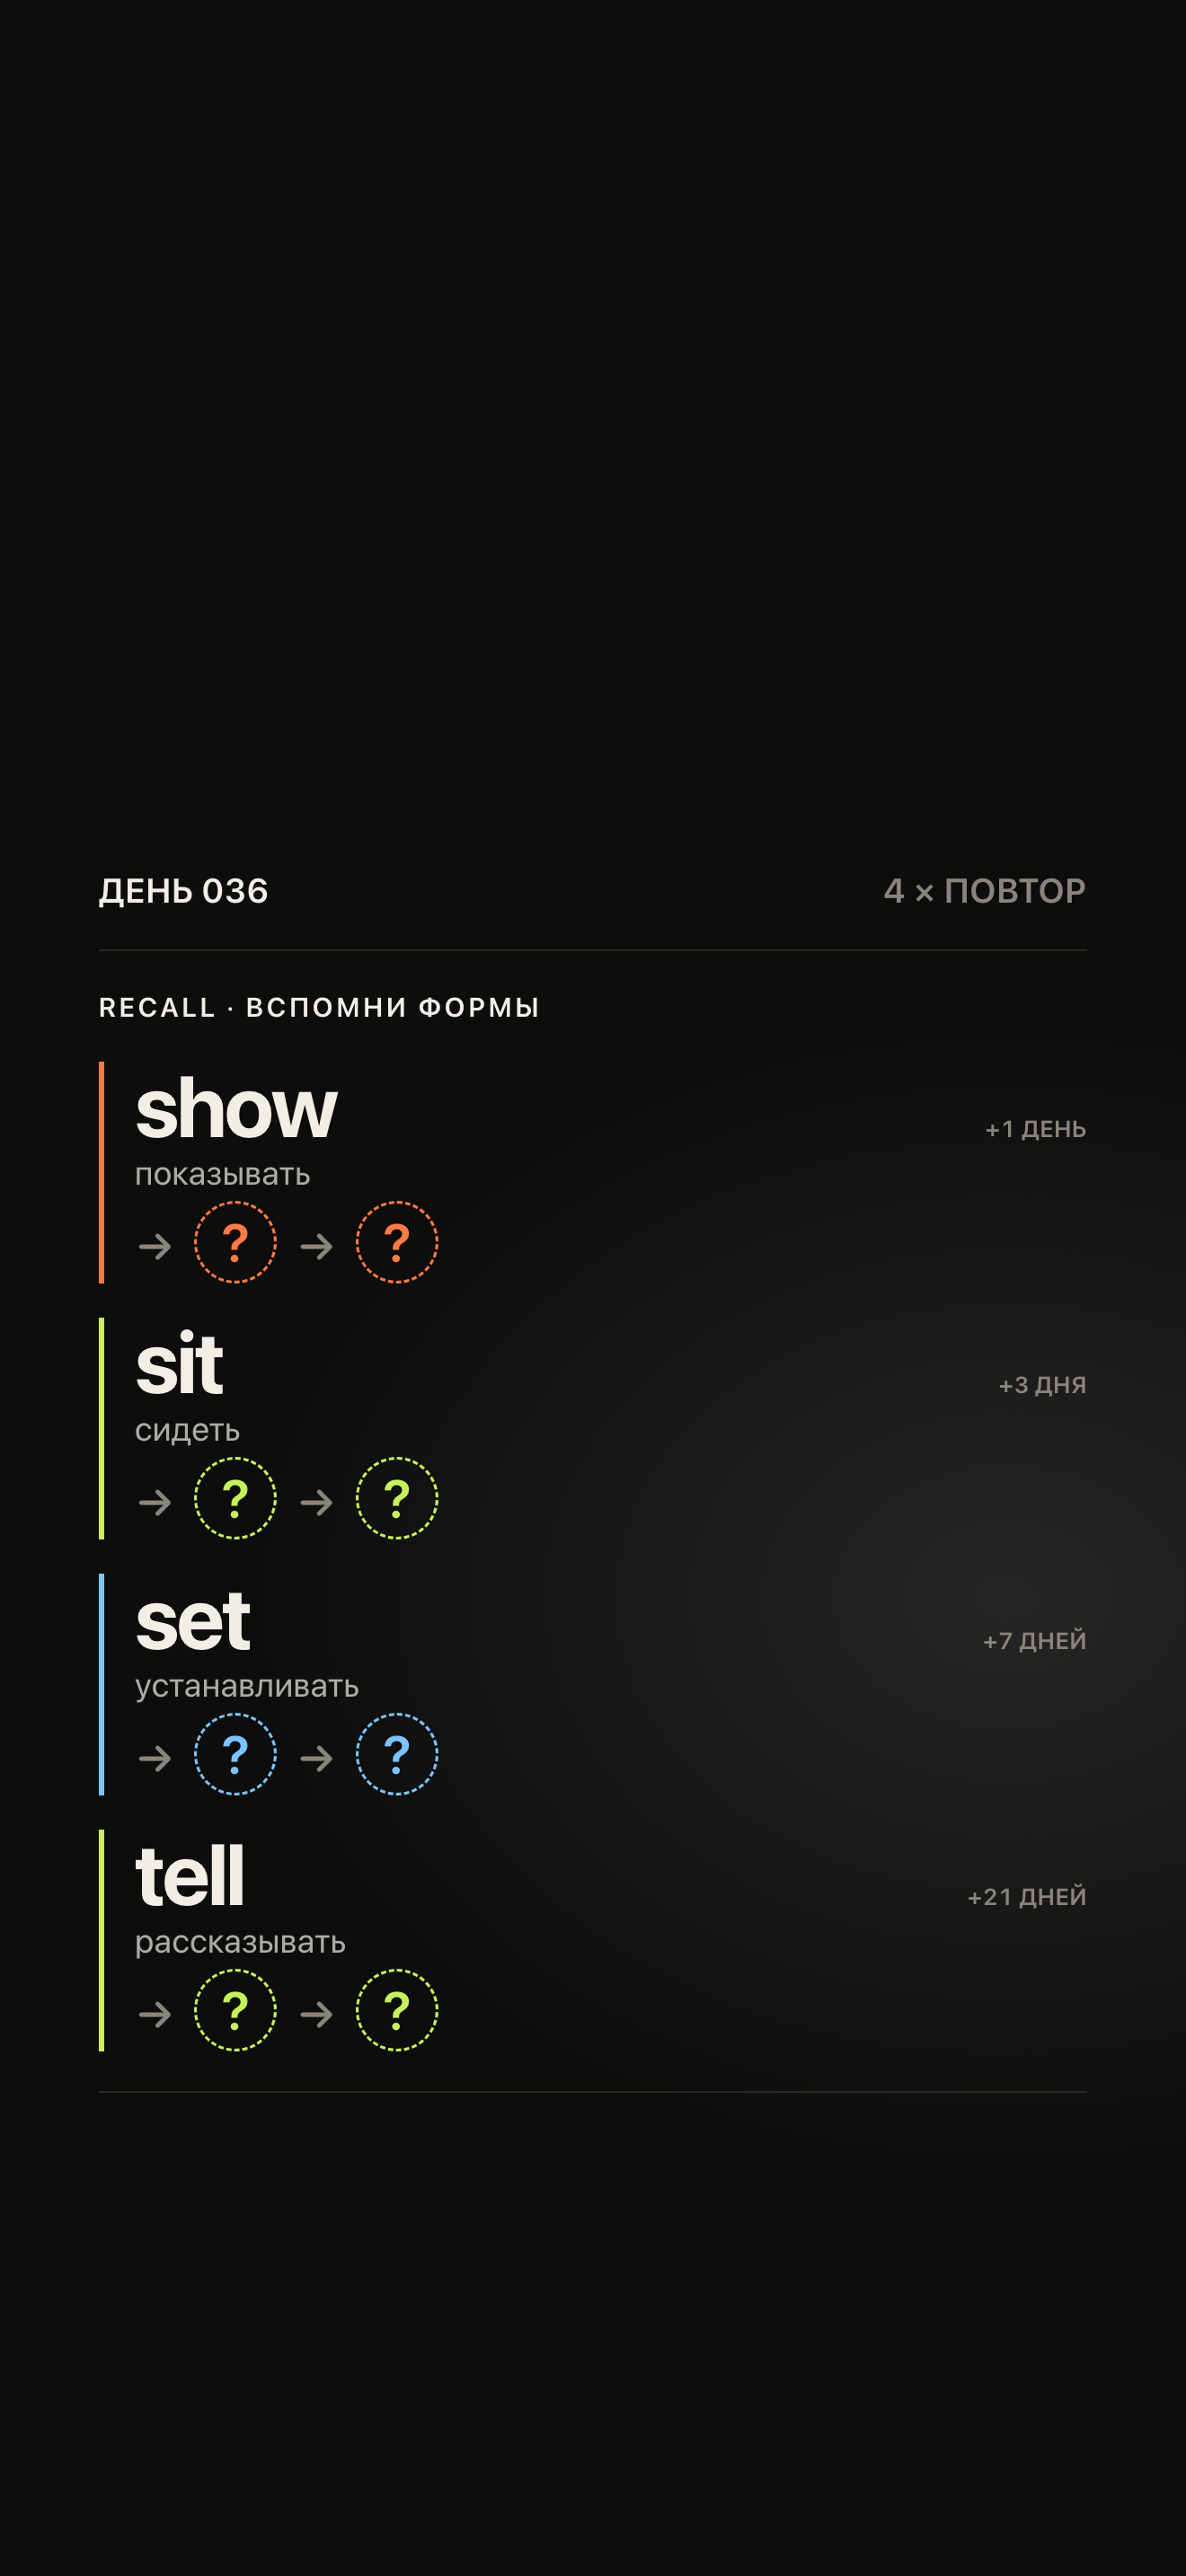 ДЕНЬ 036
4 × ПОВТОР
RECALL · ВСПОМНИ ФОРМЫ
show
+1 ДЕНЬ
показывать
→ ? → ?
sit
+3 ДНЯ
сидеть
→ ? → ?
set
+7 ДНЕЙ
устанавливать
→ ? → ?
tell
+21 ДНЕЙ
рассказывать
→ ? → ?